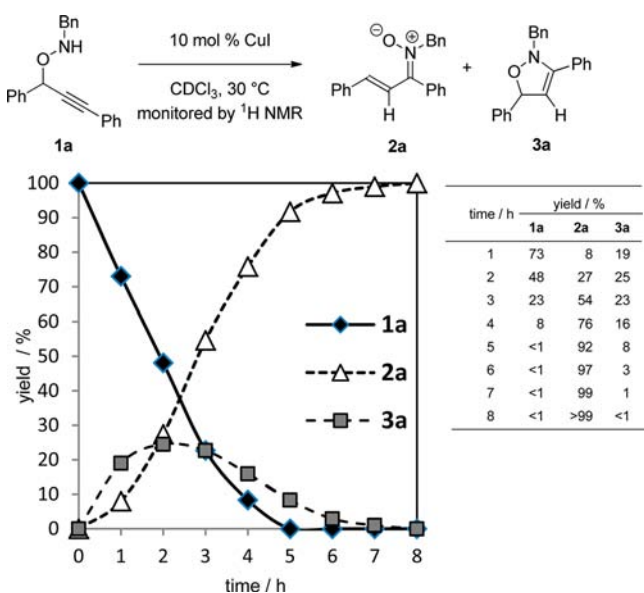 Bn
O NH
Ph
Ph
1a
10 mol % CuI
CDCl3, 30 °C
monitored by 1H NMR
⊖ O ⊕ N Bn
Ph Ph
H
2a
+
Bn
O N Ph
Ph H
3a
100
90
80
70
60
50
40
30
20
10
0
yield / %
0 1 2 3 4 5 6 7 8
time / h
1a
2a
3a
time / h yield / %
1a 2a 3a
1 73 8 19
2 48 27 25
3 23 54 23
4 8 76 16
5 <1 92 8
6 <1 97 3
7 <1 99 1
8 <1 >99 <1